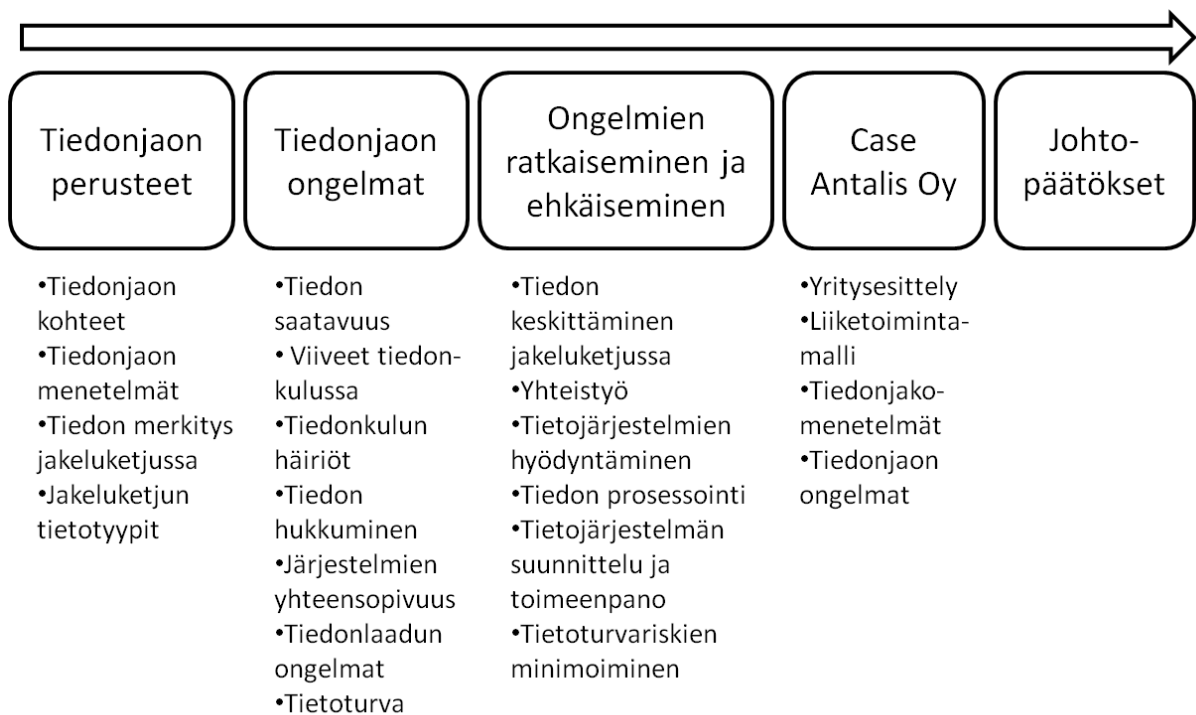 Tiedonjaon
perusteet
Tiedonjaon
ongelmat
Ongelmien
ratkaiseminen ja
ehkäiseminen
Case
Antalis Oy
Johto-
päätökset
•Tiedonjaon
kohteet
•Tiedonjaon
menetelmät
•Tiedon merkitys
jakeluketjussa
•Jakeluketjun
tietotyypit
•Tiedon
saatavuus
• Viiveet tiedon-
kulussa
•Tiedonkulun
häiriöt
•Tiedon
hukkuminen
•Järjestelmien
yhteensopivuus
•Tiedonlaadun
ongelmat
•Tietoturva
•Tiedon
keskittäminen
jakeluketjussa
•Yhteistyö
•Tietojärjestelmien
hyödyntäminen
•Tiedon prosessointi
•Tietojärjestelmän
suunnittelu ja
toimeenpano
•Tietoturvariskien
minimoiminen
•Yritysesittely
•Liiketoiminta-
malli
•Tiedonjako-
menetelmät
•Tiedonjaon
ongelmat